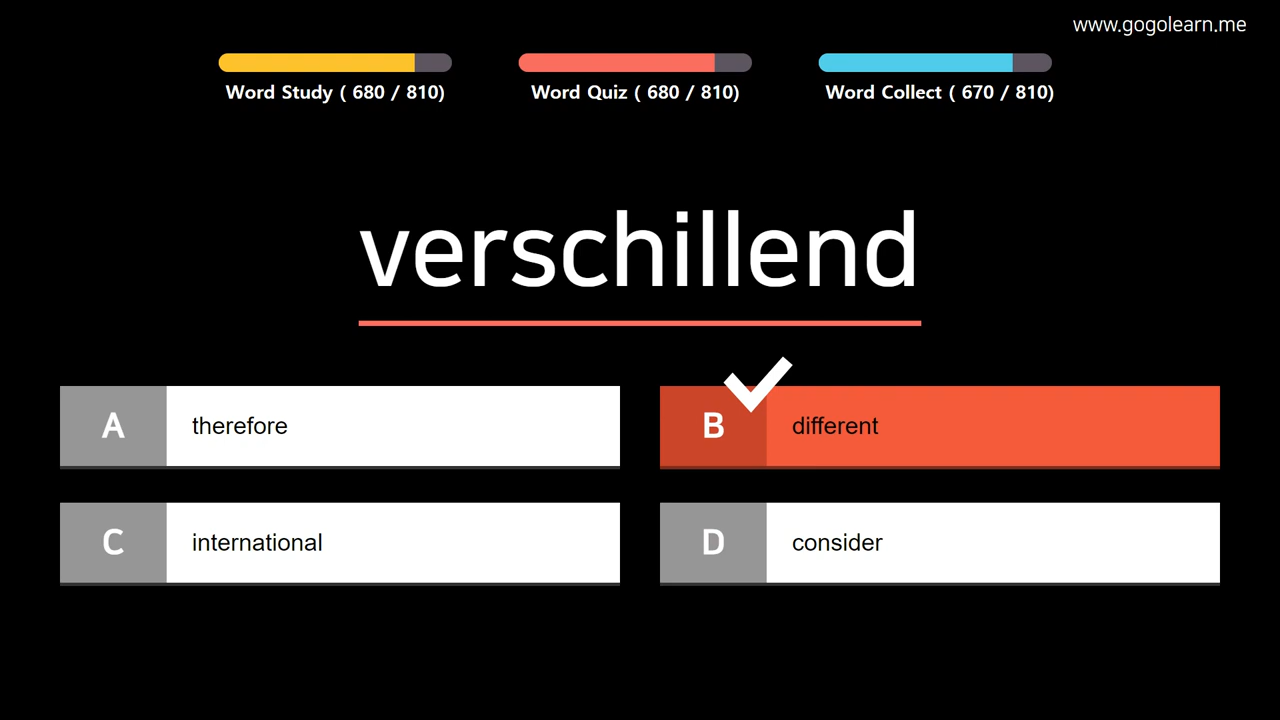 www.gogolearn.me
Word Study ( 680 / 810)
Word Quiz ( 680 / 810)
Word Collect ( 670 / 810)
verschillend
A therefore
B different
C international
D consider